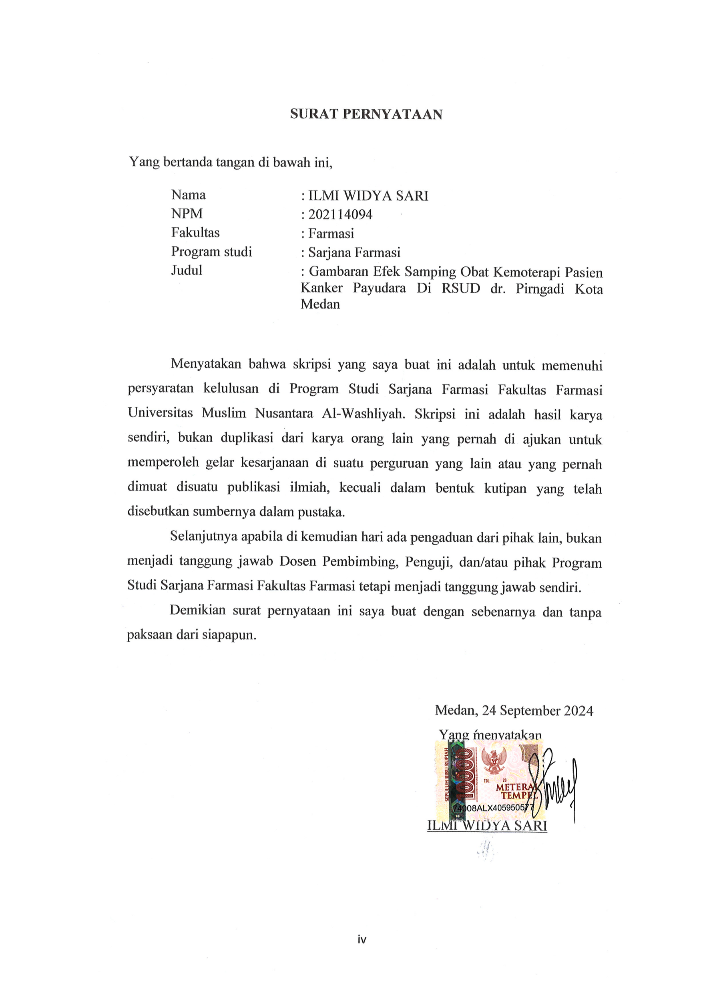 SURAT PERNYATAAN
Yang bertanda tangan di bawah ini,
Nama : ILMI WIDYA SARI
NPM : 202114094
Fakultas : Farmasi
Program studi : Sarjana Farmasi
Judul : Gambaran Efek Samping Obat Kemoterapi Pasien
Kanker Payudara Di RSUD dr. Pirngadi Kota
Medan
Menyatakan bahwa skripsi yang saya buat ini adalah untuk memenuhi
persyaratan kelulusan di Program Studi Sarjana Farmasi Fakultas Farmasi
Universitas Muslim Nusantara Al-Washliyah. Skripsi ini adalah hasil karya
sendiri, bukan duplikasi dari karya orang lain yang pernah di ajukan untuk
memperoleh gelar kesarjanaan di suatu perguruan yang lain atau yang pernah
dimuat disuatu publikasi ilmiah, kecuali dalam bentuk kutipan yang telah
disebutkan sumbernya dalam pustaka.
Selanjutnya apabila di kemudian hari ada pengaduan dari pihak lain, bukan
menjadi tanggung jawab Dosen Pembimbing, Penguji, dan/atau pihak Program
Studi Sarjana Farmasi Fakultas Farmasi tetapi menjadi tanggung jawab sendiri.
Demikian surat pernyataan ini saya buat dengan sebenarnya dan tanpa
paksaan dari siapapun.
Medan, 24 September 2024
Yang menyatakan
SEPULUH RIBU RUPIAH
10000
TGL. 20
METERAI
TEMPEL
74008ALX405950577
ILMI WIDYA SARI
iv